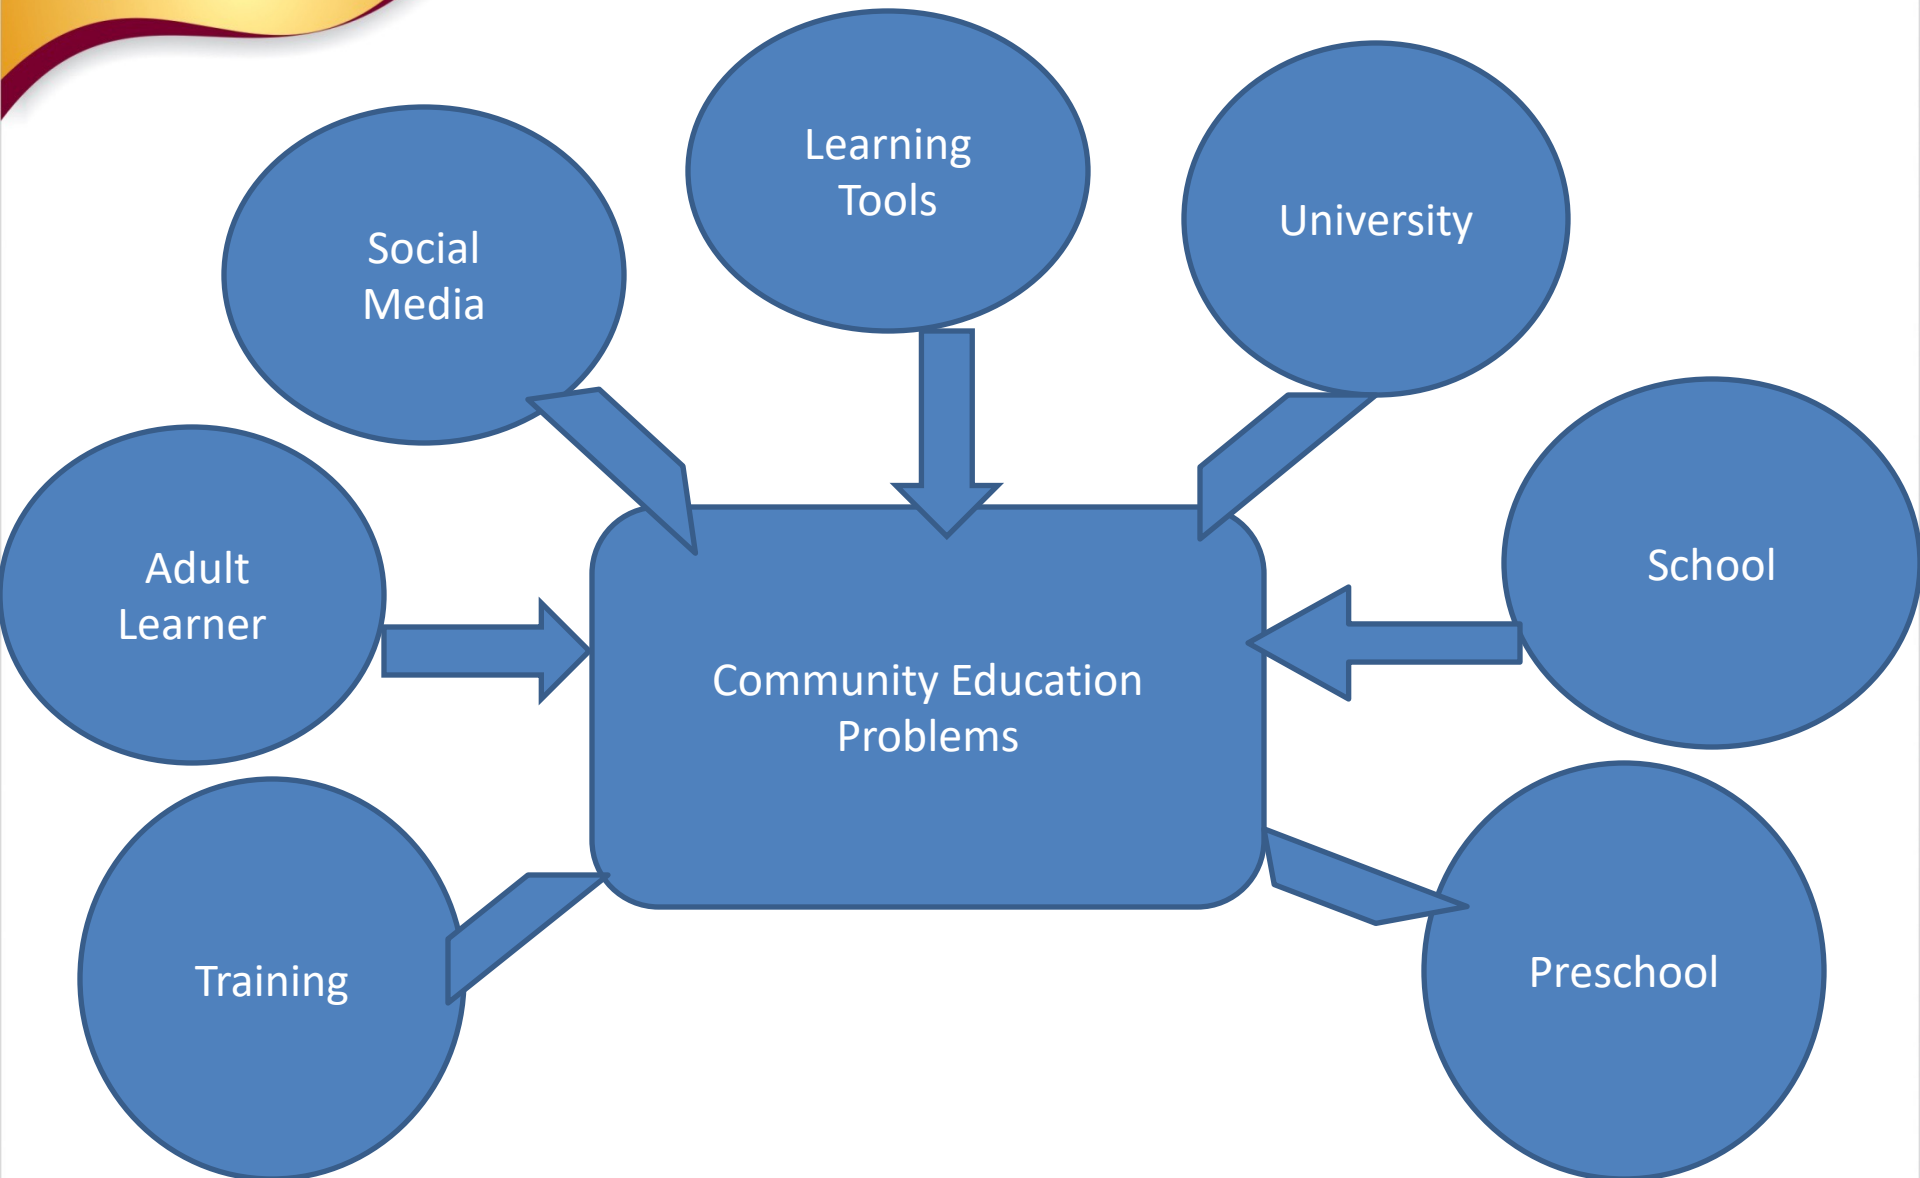 Learning
Tools
University
Social
Media
School
Adult
Learner
Community Education
Problems
Training
Preschool